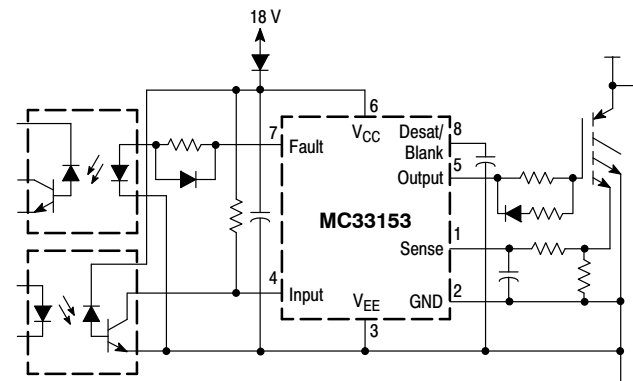 18 V
6
7
VCC
Desat/
Blank
8
Fault
5
Output
MC33153
1
Sense
4
Input
VEE
GND
2
3